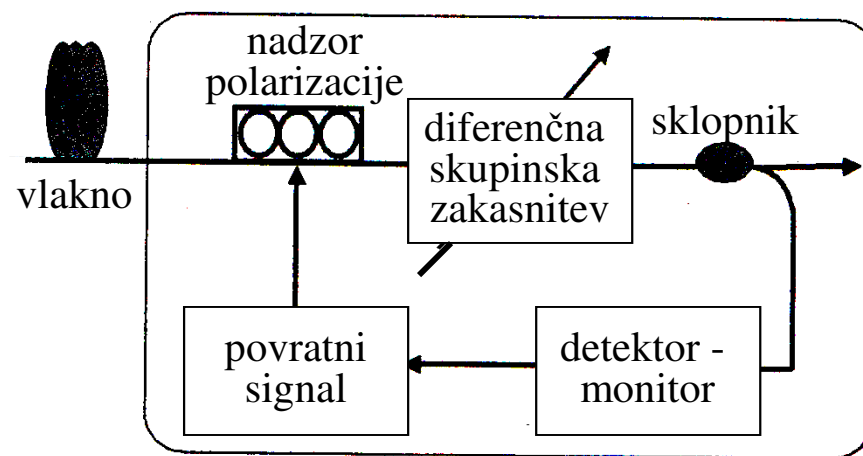 nadzor
polarizacije
vlakno
diferenčna
skupinska
zakasnitev
sklopnik
povratni
signal
detektor -
monitor